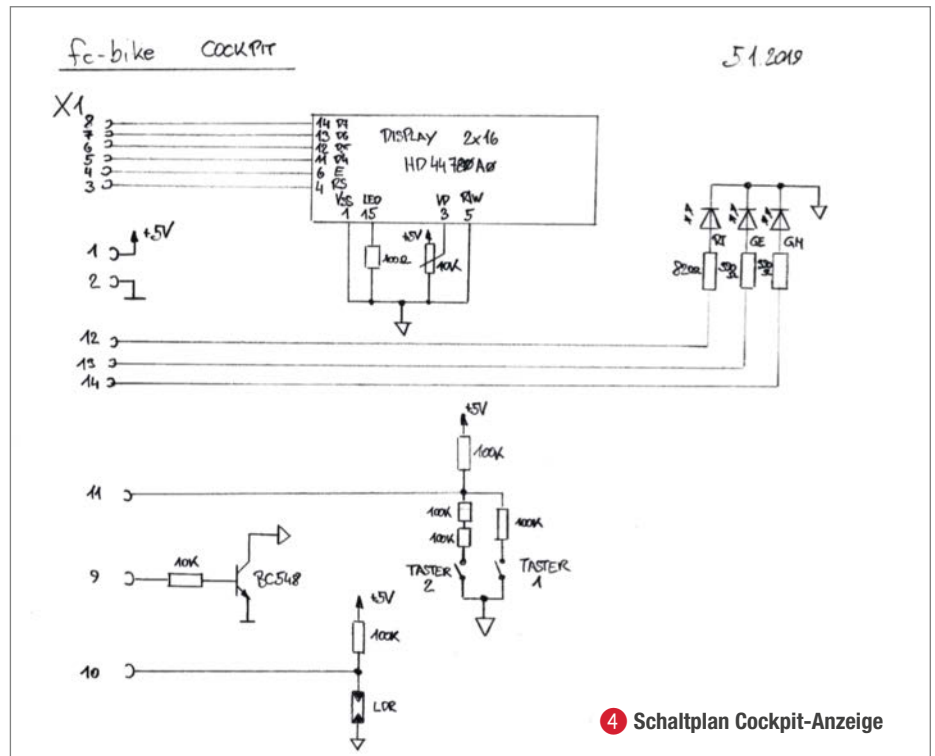 fc-bike COCKPIT
5.1.2019
X1
8 14 D7
7 13 D6
6 12 D5
5 11 D4
4 6 E
3 4 RS
DISPLAY 2x16
HD44780A0
VSS LED VO R/W
1 15 3 5
1 +5V
2
100Ω
+5V
10K
RT GE GN
820Ω
12
13
14
+5V
100K
11
100K
100K
100K
TASTER 2
TASTER 1
9
10K
BC548
+5V
100K
10
LDR
4 Schaltplan Cockpit-Anzeige